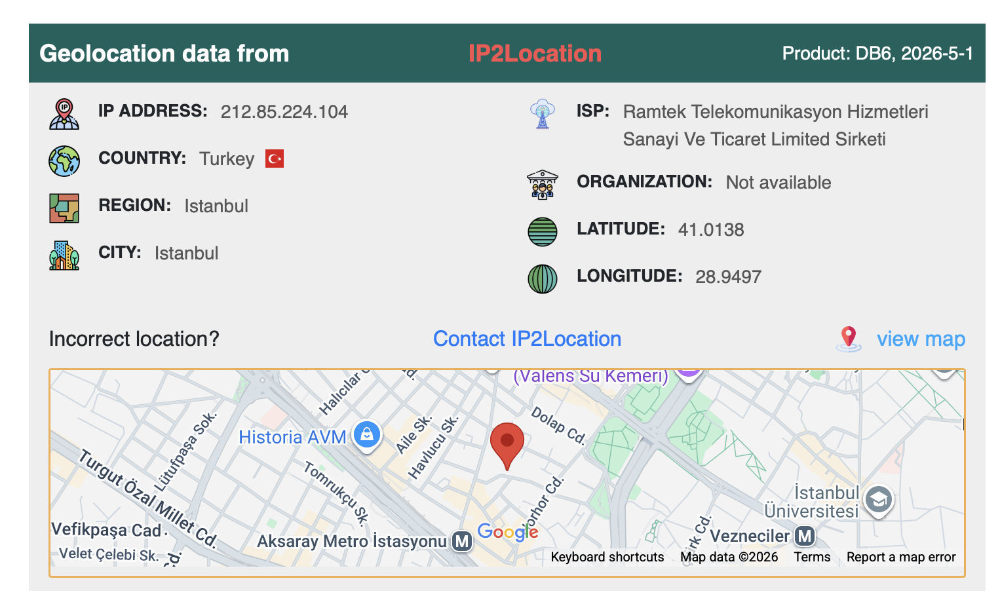 Geolocation data from
IP2Location
Product: DB6, 2026-5-1
IP
IP ADDRESS: 212.85.224.104
COUNTRY: Turkey
REGION: Istanbul
CITY: Istanbul
ISP: Ramtek Telekomunikasyon Hizmetleri
Sanayi Ve Ticaret Limited Sirketi
ORGANIZATION: Not available
LATITUDE: 41.0138
LONGITUDE: 28.9497
Incorrect location?
Contact IP2Location
view map
(Valens Su Kemeri)
Halıcılar
Dolap Cd.
Aile Sk.
Havlucu Sk.
Historia AVM
Lütufpaşa Sok.
Turgut Özal Millet Cd.
Tomrukçu Sk.
İstanbul
Üniversitesi
Vefikpaşa Cad.
Velet Çelebi Sk.
Aksaray Metro İstasyonu M
Google
Vezneciler M
Keyboard shortcuts
Map data ©2026
Terms
Report a map error